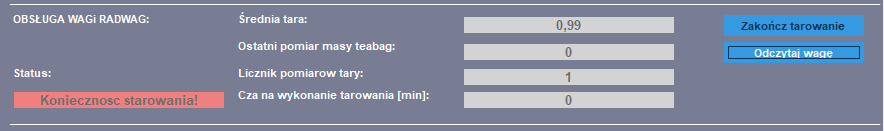 OBSŁUGA WAGi RADWAG:
Średnia tara: 0,99 Zakończ tarowanie
Ostatni pomiar masy teabag: 0 Odczytaj wagę
Status: Licznik pomiarow tary: 1
Koniecznosc starowania! Cza na wykonanie tarowania [min]: 0